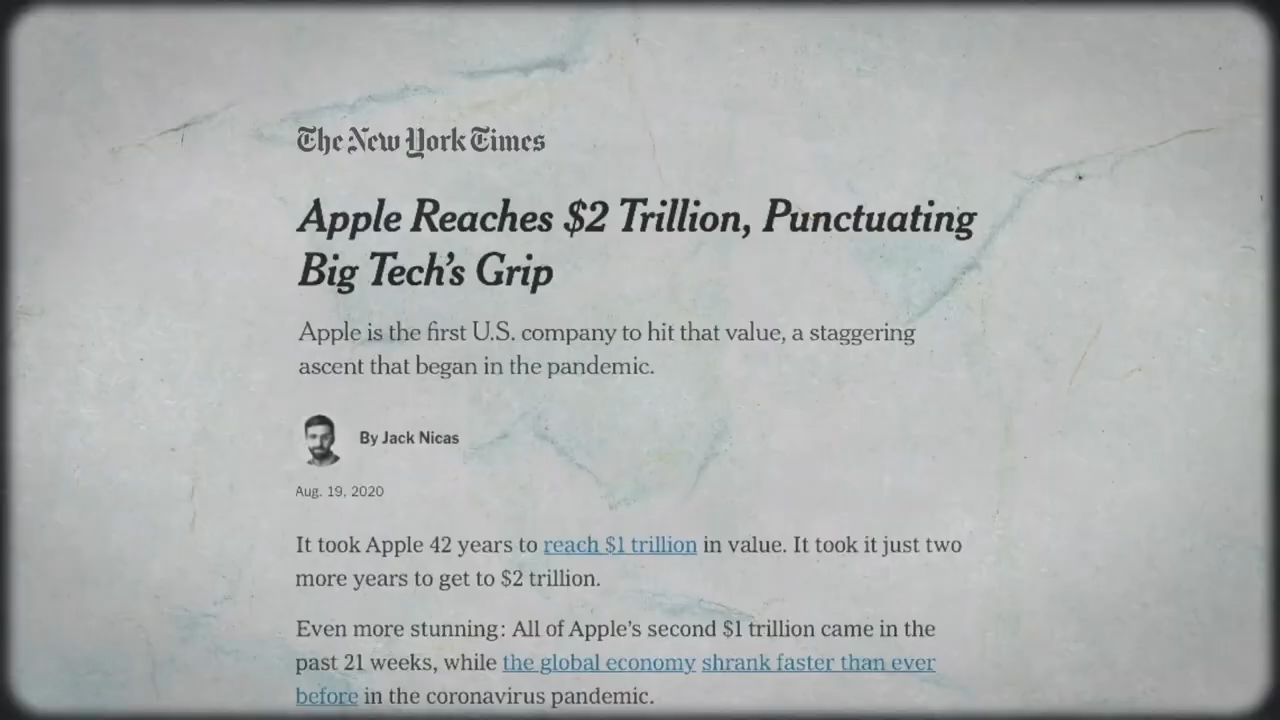 The New York Times
Apple Reaches $2 Trillion, Punctuating
Big Tech's Grip
Apple is the first U.S. company to hit that value, a staggering
ascent that began in the pandemic.
By Jack Nicas
Aug. 19, 2020
It took Apple 42 years to reach $1 trillion in value. It took it just two
more years to get to $2 trillion.
Even more stunning: All of Apple's second $1 trillion came in the
past 21 weeks, while the global economy shrank faster than ever
before in the coronavirus pandemic.